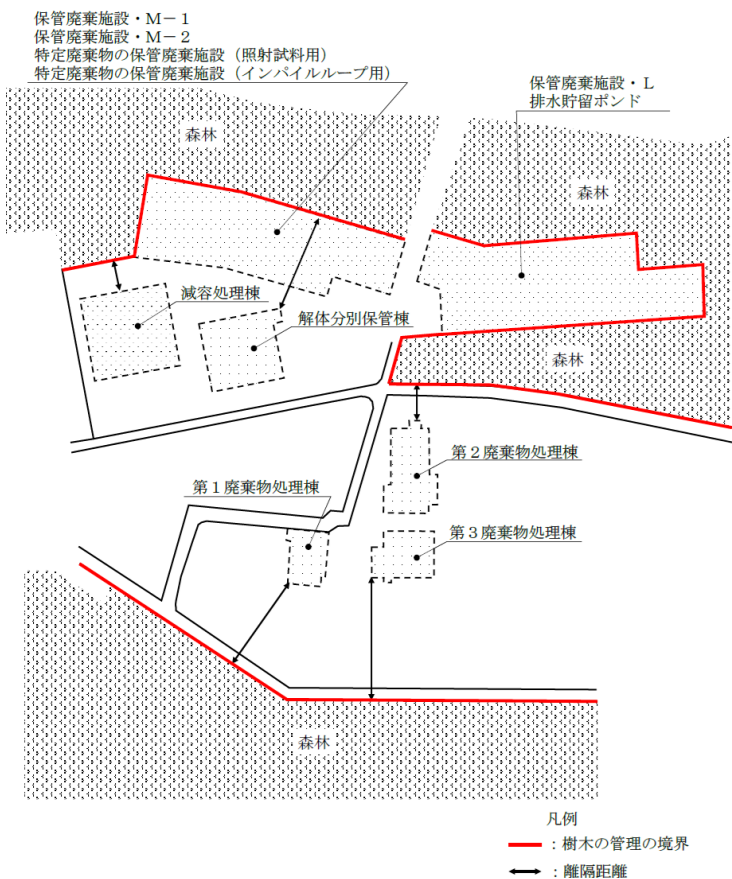 保管廃棄施設・M－1
保管廃棄施設・M－2
特定廃棄物の保管廃棄施設（照射試料用）
特定廃棄物の保管廃棄施設（インパイルループ用）
保管廃棄施設・L
排水貯留ポンド
森林
森林
減容処理棟
解体分別保管棟
森林
第2廃棄物処理棟
第1廃棄物処理棟
第3廃棄物処理棟
森林
凡例
：樹木の管理の境界
：離隔距離